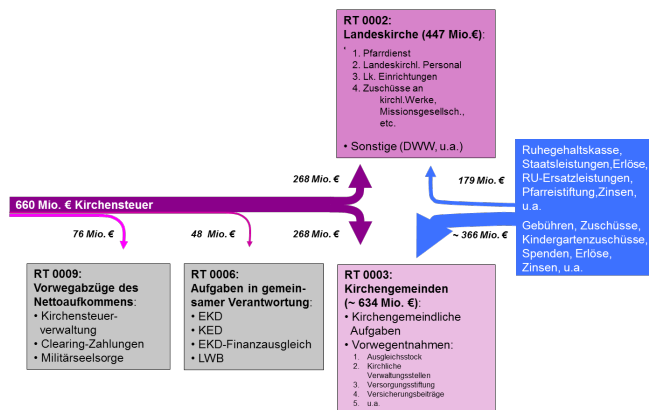 RT 0002:
Landeskirche (447 Mio.€):
1. Pfarrdienst
2. Landeskirchl. Personal
3. Lk. Einrichtungen
4. Zuschüsse an
kirchl.Werke,
Missionsgesellsch.,
etc.
• Sonstige (DWW, u.a.)
268 Mio. €
179 Mio. €
Ruhegehaltskasse,
Staatsleistungen,Erlöse,
RU-Ersatzleistungen,
Pfarreistiftung,Zinsen,
u.a.
660 Mio. € Kirchensteuer
76 Mio. €
48 Mio. €
268 Mio. €
~ 366 Mio. €
Gebühren, Zuschüsse,
Kindergartenzuschüsse,
Spenden, Erlöse,
Zinsen, u.a.
RT 0009:
Vorwegabzüge des
Nettoaufkommens:
• Kirchensteuer-
verwaltung
• Clearing-Zahlungen
• Militärseelsorge
RT 0006:
Aufgaben in gemein-
samer Verantwortung:
• EKD
• KED
• EKD-Finanzausgleich
• LWB
RT 0003:
Kirchengemeinden
(~ 634 Mio. €):
• Kirchengemeindliche
Aufgaben
• Vorwegentnahmen:
1. Ausgleichsstock
2. Kirchliche
Verwaltungsstellen
3. Versorgungsstiftung
4. Versicherungsbeiträge
5. u.a.